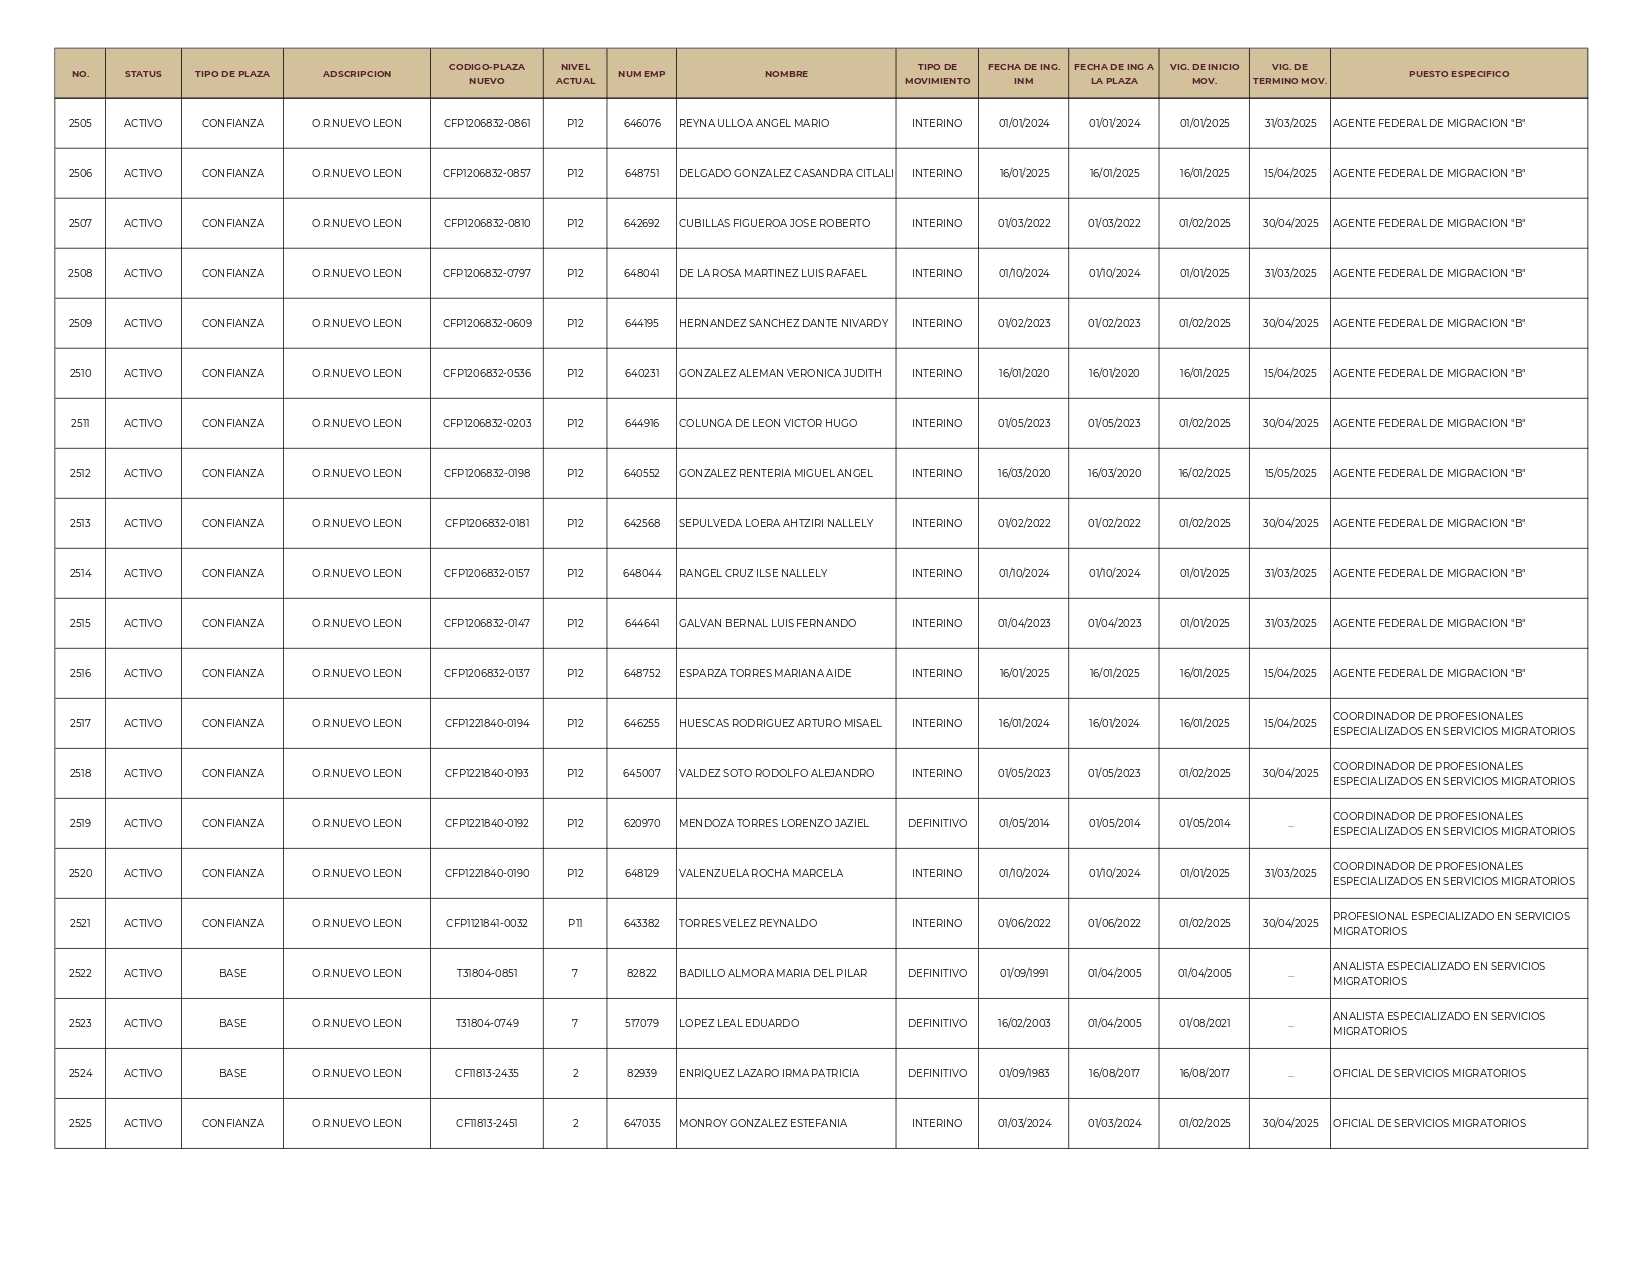 NO. STATUS TIPO DE PLAZA ADSCRIPCION CODIGO-PLAZA NUEVO NIVEL ACTUAL NUM EMP NOMBRE TIPO DE MOVIMIENTO FECHA DE ING. INM FECHA DE ING A LA PLAZA VIG. DE INICIO MOV. VIG. DE TERMINO MOV. PUESTO ESPECIFICO
2505 ACTIVO CONFIANZA O.R.NUEVO LEON CFP1206832-0861 P12 646076 REYNA ULLOA ANGEL MARIO INTERINO 01/01/2024 01/01/2024 01/01/2025 31/03/2025 AGENTE FEDERAL DE MIGRACION "B"
2506 ACTIVO CONFIANZA O.R.NUEVO LEON CFP1206832-0857 P12 648751 DELGADO GONZALEZ CASANDRA CITLALI INTERINO 16/01/2025 16/01/2025 16/01/2025 15/04/2025 AGENTE FEDERAL DE MIGRACION "B"
2507 ACTIVO CONFIANZA O.R.NUEVO LEON CFP1206832-0810 P12 642692 CUBILLAS FIGUEROA JOSE ROBERTO INTERINO 01/03/2022 01/03/2022 01/02/2025 30/04/2025 AGENTE FEDERAL DE MIGRACION "B"
2508 ACTIVO CONFIANZA O.R.NUEVO LEON CFP1206832-0797 P12 648041 DE LA ROSA MARTINEZ LUIS RAFAEL INTERINO 01/10/2024 01/10/2024 01/01/2025 31/03/2025 AGENTE FEDERAL DE MIGRACION "B"
2509 ACTIVO CONFIANZA O.R.NUEVO LEON CFP1206832-0609 P12 644195 HERNANDEZ SANCHEZ DANTE NIVARDY INTERINO 01/02/2023 01/02/2023 01/02/2025 30/04/2025 AGENTE FEDERAL DE MIGRACION "B"
2510 ACTIVO CONFIANZA O.R.NUEVO LEON CFP1206832-0536 P12 640231 GONZALEZ ALEMAN VERONICA JUDITH INTERINO 16/01/2020 16/01/2020 16/01/2025 15/04/2025 AGENTE FEDERAL DE MIGRACION "B"
2511 ACTIVO CONFIANZA O.R.NUEVO LEON CFP1206832-0203 P12 644916 COLUNGA DE LEON VICTOR HUGO INTERINO 01/05/2023 01/05/2023 01/02/2025 30/04/2025 AGENTE FEDERAL DE MIGRACION "B"
2512 ACTIVO CONFIANZA O.R.NUEVO LEON CFP1206832-0198 P12 640552 GONZALEZ RENTERIA MIGUEL ANGEL INTERINO 16/03/2020 16/03/2020 16/02/2025 15/05/2025 AGENTE FEDERAL DE MIGRACION "B"
2513 ACTIVO CONFIANZA O.R.NUEVO LEON CFP1206832-0181 P12 642568 SEPULVEDA LOERA AHTZIRI NALLELY INTERINO 01/02/2022 01/02/2022 01/02/2025 30/04/2025 AGENTE FEDERAL DE MIGRACION "B"
2514 ACTIVO CONFIANZA O.R.NUEVO LEON CFP1206832-0157 P12 648044 RANGEL CRUZ ILSE NALLELY INTERINO 01/10/2024 01/10/2024 01/01/2025 31/03/2025 AGENTE FEDERAL DE MIGRACION "B"
2515 ACTIVO CONFIANZA O.R.NUEVO LEON CFP1206832-0147 P12 644641 GALVAN BERNAL LUIS FERNANDO INTERINO 01/04/2023 01/04/2023 01/01/2025 31/03/2025 AGENTE FEDERAL DE MIGRACION "B"
2516 ACTIVO CONFIANZA O.R.NUEVO LEON CFP1206832-0137 P12 648752 ESPARZA TORRES MARIANA AIDE INTERINO 16/01/2025 16/01/2025 16/01/2025 15/04/2025 AGENTE FEDERAL DE MIGRACION "B"
2517 ACTIVO CONFIANZA O.R.NUEVO LEON CFP1221840-0194 P12 646255 HUESCAS RODRIGUEZ ARTURO MISAEL INTERINO 16/01/2024 16/01/2024 16/01/2025 15/04/2025 COORDINADOR DE PROFESIONALES
ESPECIALIZADOS EN SERVICIOS MIGRATORIOS
2518 ACTIVO CONFIANZA O.R.NUEVO LEON CFP1221840-0193 P12 645007 VALDEZ SOTO RODOLFO ALEJANDRO INTERINO 01/05/2023 01/05/2023 01/02/2025 30/04/2025 COORDINADOR DE PROFESIONALES
ESPECIALIZADOS EN SERVICIOS MIGRATORIOS
2519 ACTIVO CONFIANZA O.R.NUEVO LEON CFP1221840-0192 P12 620970 MENDOZA TORRES LORENZO JAZIEL DEFINITIVO 01/05/2014 01/05/2014 01/05/2014 ... COORDINADOR DE PROFESIONALES
ESPECIALIZADOS EN SERVICIOS MIGRATORIOS
2520 ACTIVO CONFIANZA O.R.NUEVO LEON CFP1221840-0190 P12 648129 VALENZUELA ROCHA MARCELA INTERINO 01/10/2024 01/10/2024 01/01/2025 31/03/2025 COORDINADOR DE PROFESIONALES
ESPECIALIZADOS EN SERVICIOS MIGRATORIOS
2521 ACTIVO CONFIANZA O.R.NUEVO LEON CFP1121841-0032 P11 643382 TORRES VELEZ REYNALDO INTERINO 01/06/2022 01/06/2022 01/02/2025 30/04/2025 PROFESIONAL ESPECIALIZADO EN SERVICIOS
MIGRATORIOS
2522 ACTIVO BASE O.R.NUEVO LEON T31804-0851 7 82822 BADILLO ALMORA MARIA DEL PILAR DEFINITIVO 01/09/1991 01/04/2005 01/04/2005 ... ANALISTA ESPECIALIZADO EN SERVICIOS
MIGRATORIOS
2523 ACTIVO BASE O.R.NUEVO LEON T31804-0749 7 517079 LOPEZ LEAL EDUARDO DEFINITIVO 16/02/2003 01/04/2005 01/08/2021 ... ANALISTA ESPECIALIZADO EN SERVICIOS
MIGRATORIOS
2524 ACTIVO BASE O.R.NUEVO LEON CF11813-2435 2 82939 ENRIQUEZ LAZARO IRMA PATRICIA DEFINITIVO 01/09/1983 16/08/2017 16/08/2017 ... OFICIAL DE SERVICIOS MIGRATORIOS
2525 ACTIVO CONFIANZA O.R.NUEVO LEON CF11813-2451 2 647035 MONROY GONZALEZ ESTEFANIA INTERINO 01/03/2024 01/03/2024 01/02/2025 30/04/2025 OFICIAL DE SERVICIOS MIGRATORIOS